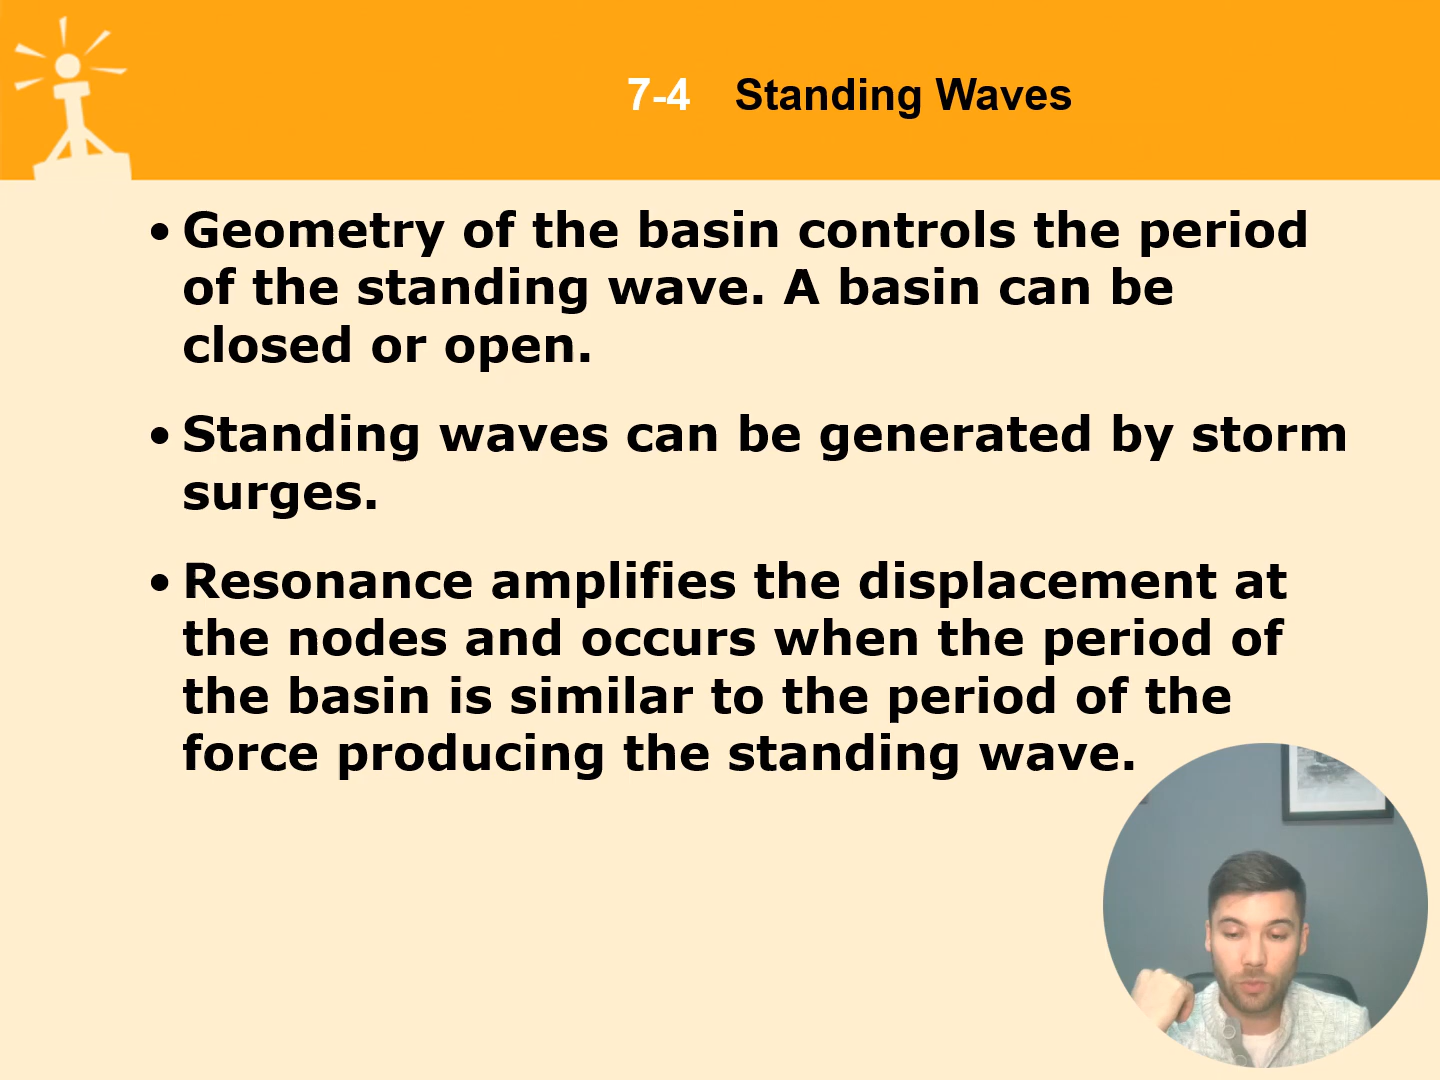 7-4 Standing Waves
• Geometry of the basin controls the period
of the standing wave. A basin can be
closed or open.
• Standing waves can be generated by storm
surges.
• Resonance amplifies the displacement at
the nodes and occurs when the period of
the basin is similar to the period of the
force producing the standing wave.